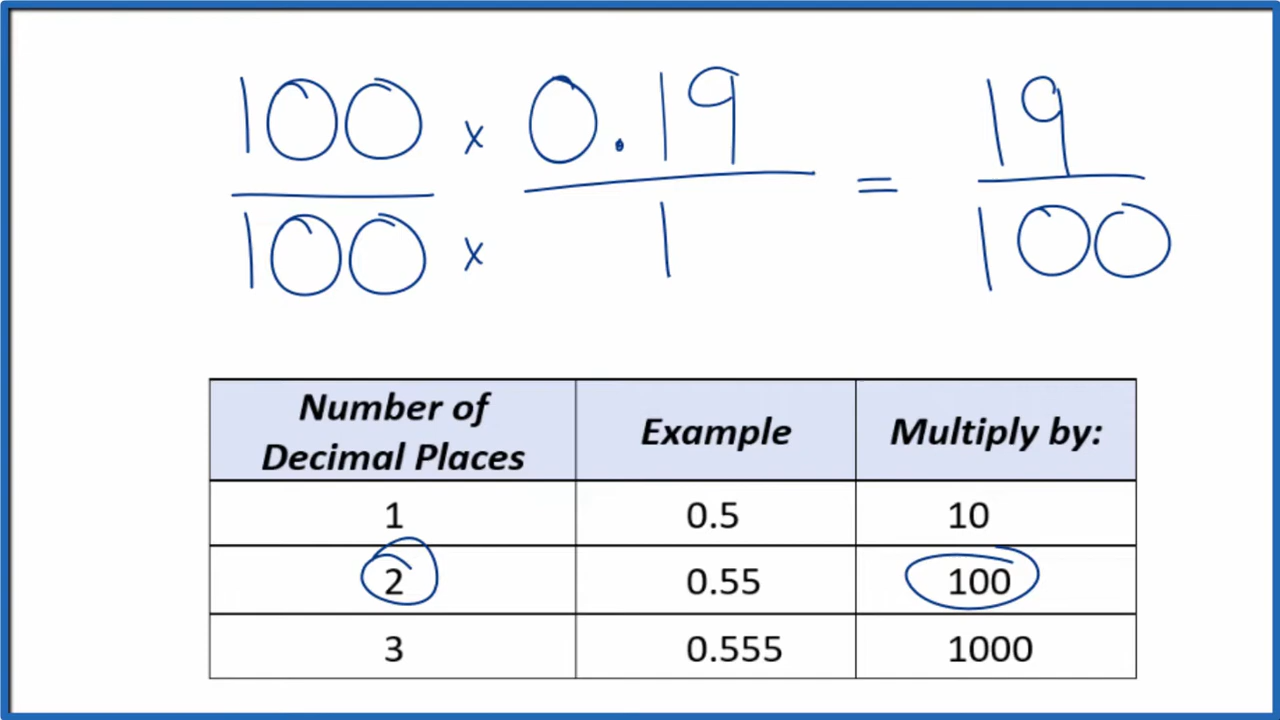 100 × 0.19 = 19
100 × 1 100
Number of Decimal Places Example Multiply by:
1 0.5 10
2 0.55 100
3 0.555 1000